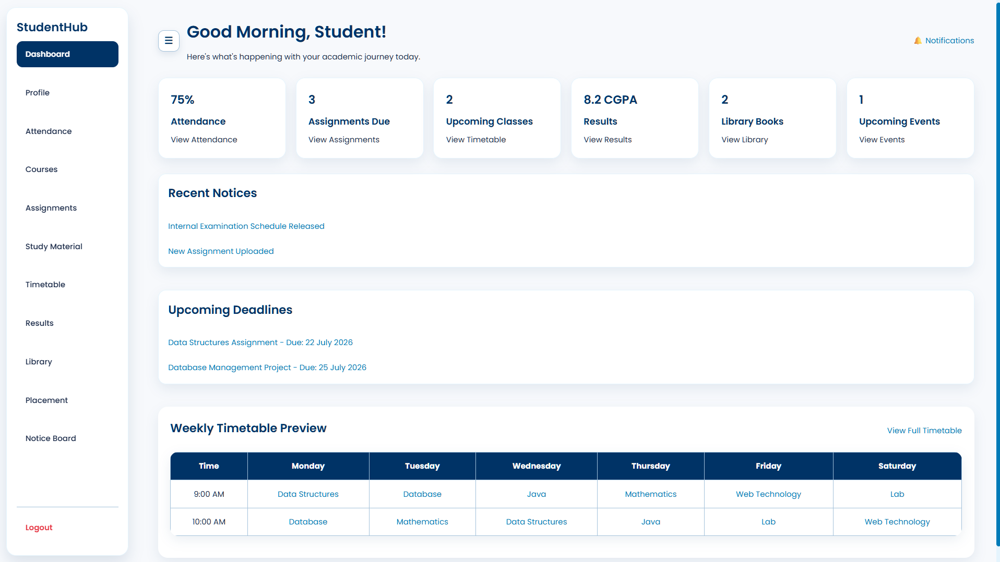 StudentHub
Dashboard
Profile
Attendance
Courses
Assignments
Study Material
Timetable
Results
Library
Placement
Notice Board
Logout
Good Morning, Student!
Here's what's happening with your academic journey today.
Notifications
75%
Attendance
View Attendance
3
Assignments Due
View Assignments
2
Upcoming Classes
View Timetable
8.2 CGPA
Results
View Results
2
Library Books
View Library
1
Upcoming Events
View Events
Recent Notices
Internal Examination Schedule Released
New Assignment Uploaded
Upcoming Deadlines
Data Structures Assignment - Due: 22 July 2026
Database Management Project - Due: 25 July 2026
Weekly Timetable Preview
View Full Timetable
Time Monday Tuesday Wednesday Thursday Friday Saturday
9:00 AM Data Structures Database Java Mathematics Web Technology Lab
10:00 AM Database Mathematics Data Structures Java Lab Web Technology